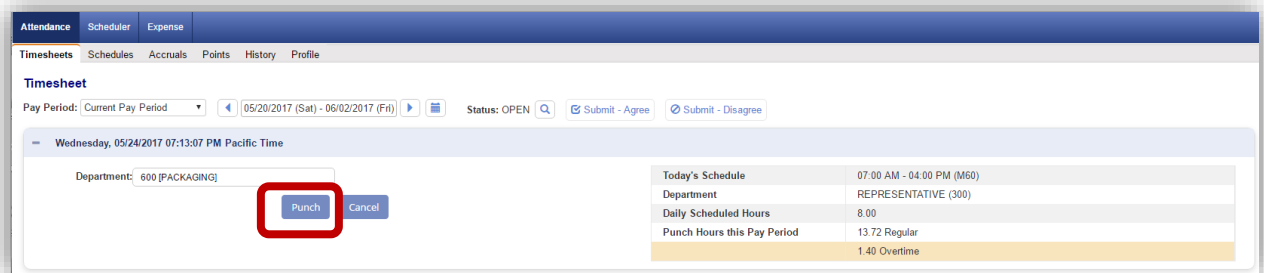 Attendance Scheduler Expense
Timesheets Schedules Accruals Points History Profile
Timesheet
Pay Period: Current Pay Period 05/20/2017 (Sat) - 06/02/2017 (Fri) Status: OPEN Submit - Agree Submit - Disagree
Wednesday, 05/24/2017 07:13:07 PM Pacific Time
Department: 600 [PACKAGING]
Punch Cancel
Today's Schedule 07:00 AM - 04:00 PM (M60)
Department REPRESENTATIVE (300)
Daily Scheduled Hours 8.00
Punch Hours this Pay Period 13.72 Regular
1.40 Overtime